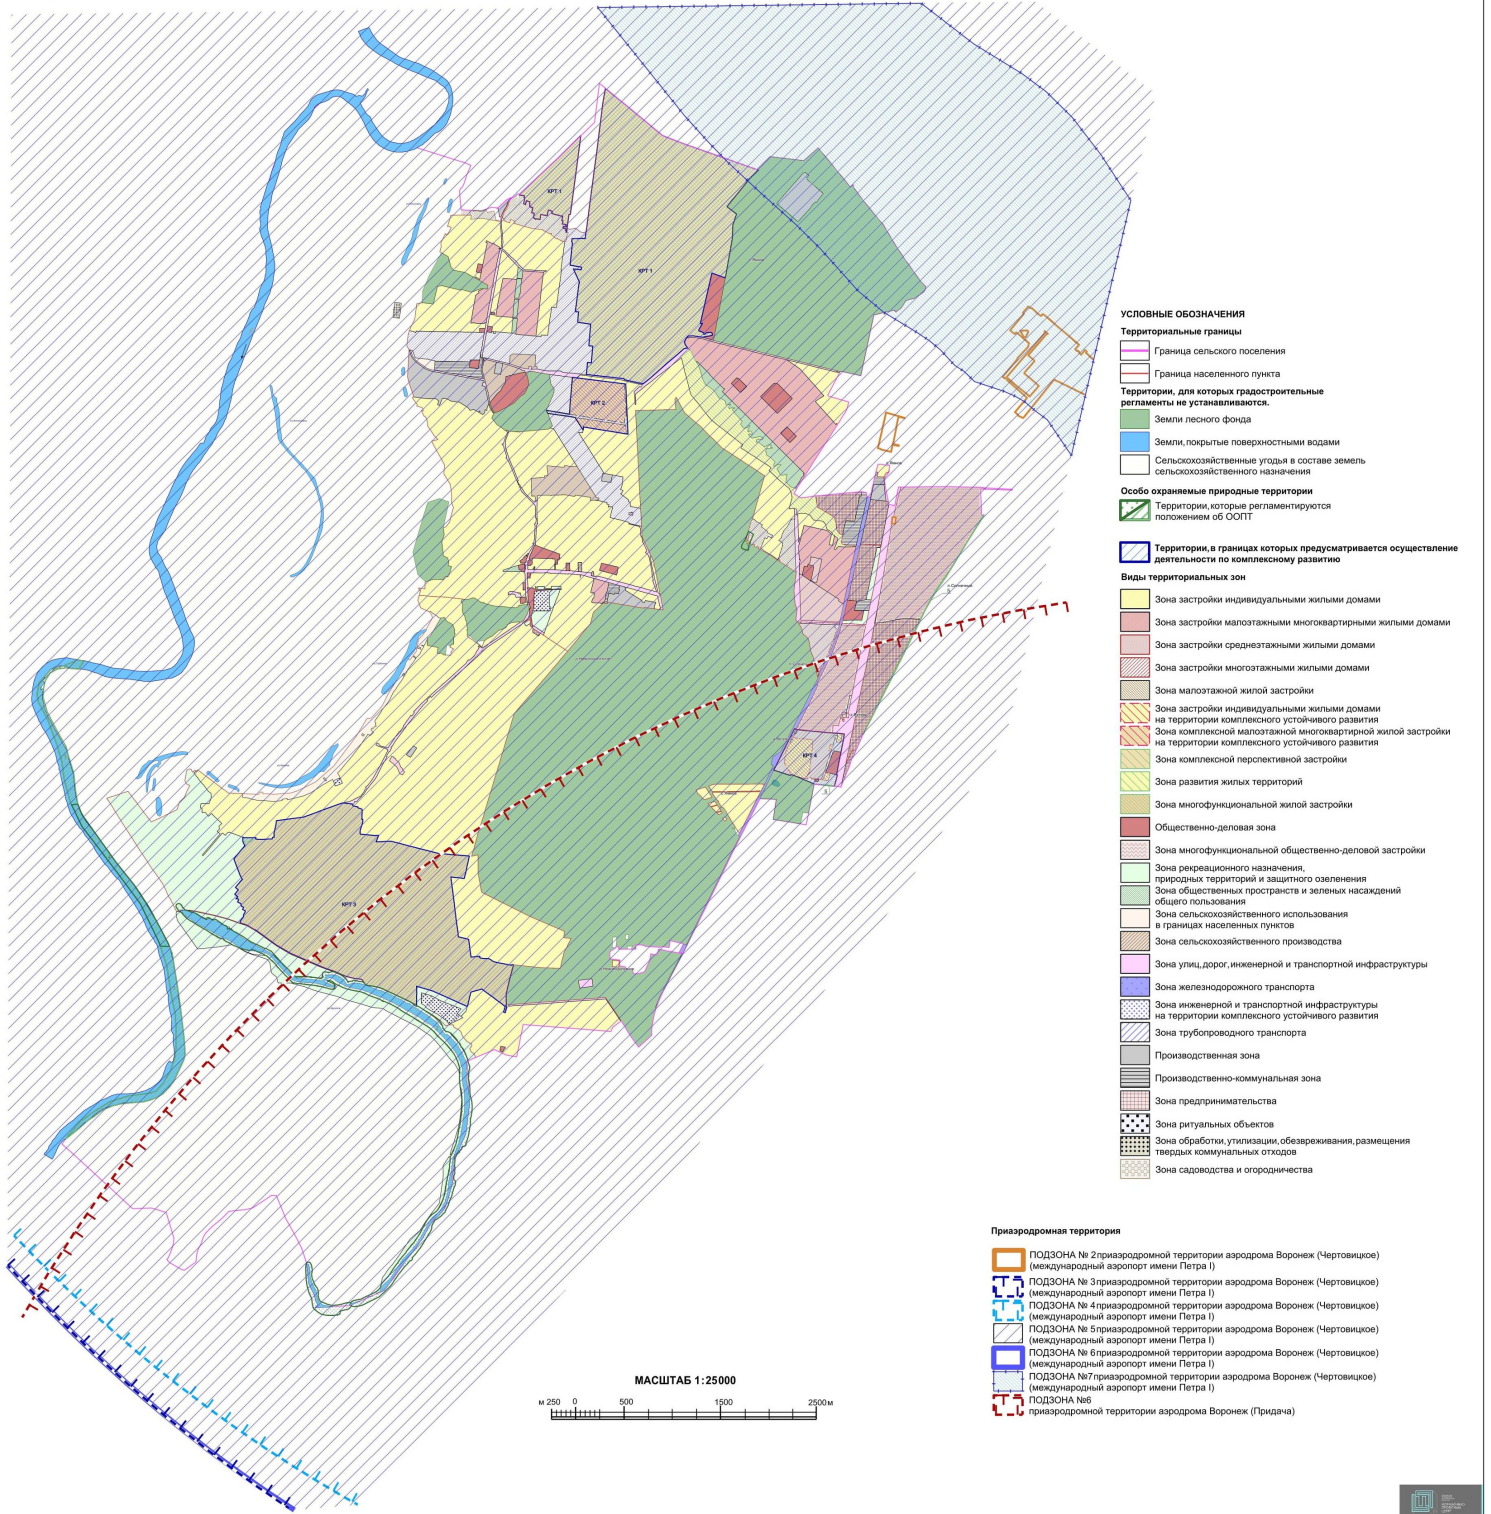 КРТ 1
КРТ 1
КРТ 2
КРТ 4
КРТ 3
УСЛОВНЫЕ ОБОЗНАЧЕНИЯ
Территориальные границы
Граница сельского поселения
Граница населенного пункта
Территории, для которых градостроительные
регламенты не устанавливаются.
Земли лесного фонда
Земли, покрытые поверхностными водами
Сельскохозяйственные угодья в составе земель
сельскохозяйственного назначения
Особо охраняемые природные территории
Территории, которые регламентируются
положением об ООПТ
Территории, в границах которых предусматривается осуществление
деятельности по комплексному развитию
Виды территориальных зон
Зона застройки индивидуальными жилыми домами
Зона застройки малоэтажными многоквартирными жилыми домами
Зона застройки среднеэтажными жилыми домами
Зона застройки многоэтажными жилыми домами
Зона малоэтажной жилой застройки
Зона застройки индивидуальными жилыми домами
на территории комплексного устойчивого развития
Зона комплексной малоэтажной многоквартирной жилой застройки
на территории комплексного устойчивого развития
Зона комплексной перспективной застройки
Зона развития жилых территорий
Зона многофункциональной жилой застройки
Общественно-деловая зона
Зона многофункциональной общественно-деловой застройки
Зона рекреационного назначения,
природных территорий и защитного озеленения
Зона общественных пространств и зеленых насаждений
общего пользования
Зона сельскохозяйственного использования
в границах населенных пунктов
Зона сельскохозяйственного производства
Зона улиц, дорог, инженерной и транспортной инфраструктуры
Зона железнодорожного транспорта
Зона инженерной и транспортной инфраструктуры
на территории комплексного устойчивого развития
Зона трубопроводного транспорта
Производственная зона
Производственно-коммунальная зона
Зона предпринимательства
Зона ритуальных объектов
Зона обработки, утилизации, обезвреживания, размещения
твердых коммунальных отходов
Зона садоводства и огородничества
Приаэродромная территория
ПОДЗОНА № 2 приаэродромной территории аэродрома Воронеж (Чертовицкое)
(международный аэропорт имени Петра I)
ПОДЗОНА № 3 приаэродромной территории аэродрома Воронеж (Чертовицкое)
(международный аэропорт имени Петра I)
ПОДЗОНА № 4 приаэродромной территории аэродрома Воронеж (Чертовицкое)
(международный аэропорт имени Петра I)
ПОДЗОНА № 5 приаэродромной территории аэродрома Воронеж (Чертовицкое)
(международный аэропорт имени Петра I)
ПОДЗОНА № 6 приаэродромной территории аэродрома Воронеж (Чертовицкое)
(международный аэропорт имени Петра I)
ПОДЗОНА №7 приаэродромной территории аэродрома Воронеж (Чертовицкое)
(международный аэропорт имени Петра I)
ПОДЗОНА №6
приаэродромной территории аэродрома Воронеж (Придача)
МАСШТАБ 1:25000
м 250 0 500 1500 2500м